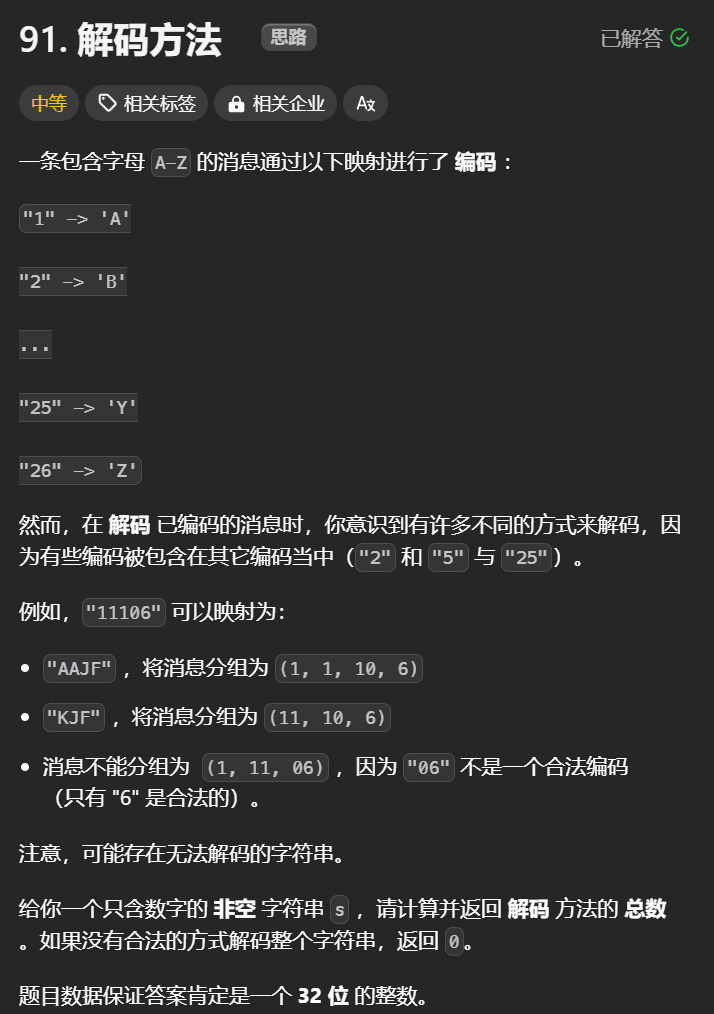 91. 解码方法 思路 已解答
中等 相关标签 相关企业
一条包含字母 A-Z 的消息通过以下映射进行了 编码 ：
"1" -> 'A'
"2" -> 'B'
...
"25" -> 'Y'
"26" -> 'Z'
然而，在 解码 已编码的消息时，你意识到有许多不同的方式来解码，因
为有些编码被包含在其它编码当中（"2" 和 "5" 与 "25"）。
例如，"11106" 可以映射为：
• "AAJF" ，将消息分组为 (1, 1, 10, 6)
• "KJF" ，将消息分组为 (11, 10, 6)
• 消息不能分组为 (1, 11, 06) ，因为 "06" 不是一个合法编码
（只有 "6" 是合法的）。
注意，可能存在无法解码的字符串。
给你一个只含数字的 非空 字符串 s ，请计算并返回 解码 方法的 总数
。如果没有合法的方式解码整个字符串，返回 0。
题目数据保证答案肯定是一个 32 位 的整数。